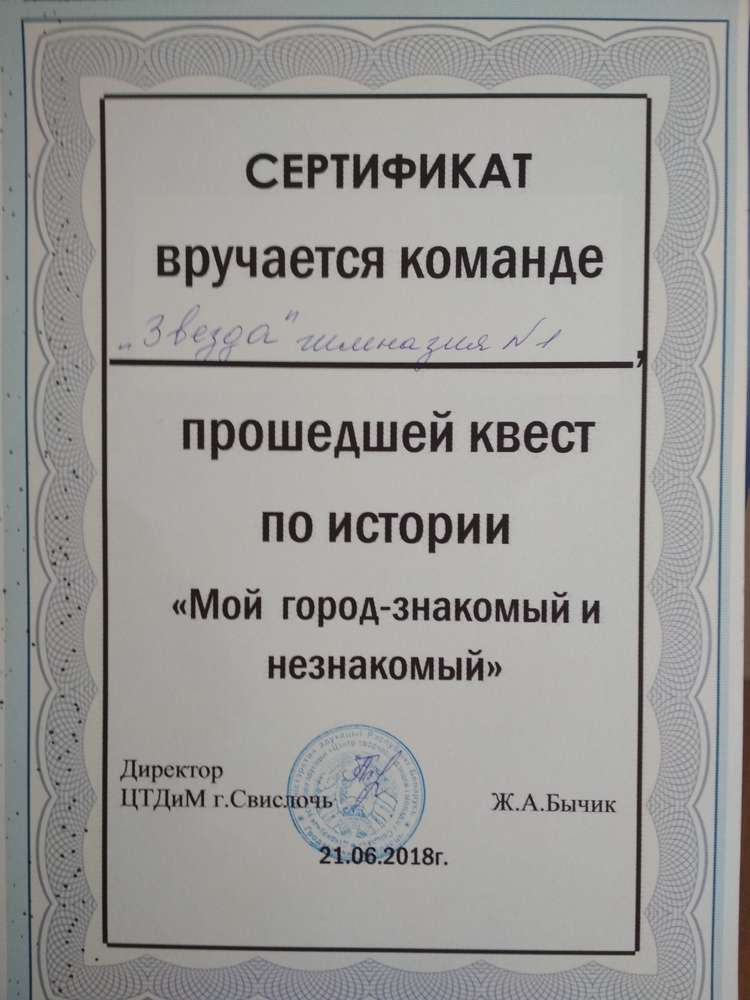 СЕРТИФИКАТ
вручается команде
„Звезда" гимназия №1,
прошедшей квест
по истории
«Мой город-знакомый и
незнакомый»
Директор
ЦТДиМ г.Свислочь
Ж.А.Бычик
21.06.2018г.